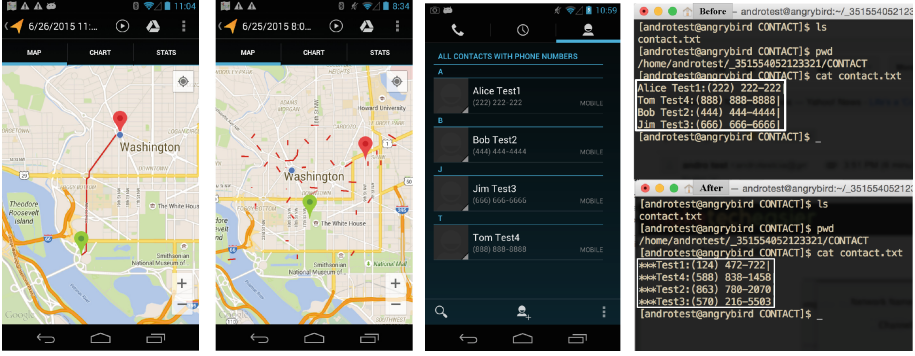 11:04
6/26/2015 11:...
MAP
CHART
STATS
Washington
Theodore
Roosevelt
Island
The White House
Smithsonian
National Museum of
8:34
6/25/2015 8:0...
MAP
CHART
STATS
ADAMS
MORGAN
Howard University
Washington
DOWNTOWN
The White House
Smithsonian
National Museum of
National Mall
10:59
ALL CONTACTS WITH PHONE NUMBERS
A
Alice Test1
(222) 222-222
MOBILE
B
Bob Test2
(444) 444-4444
MOBILE
J
Jim Test3
(666) 666-6666
MOBILE
T
Tom Test4
(888) 888-8888
MOBILE
Before — androtest@angrybird:~/_3515540521233
[androtest@angrybird CONTACT]$ ls
contact.txt
[androtest@angrybird CONTACT]$ pwd
/home/androtest/_351554052123321/CONTACT
[androtest@angrybird CONTACT]$ cat contact.txt
Alice Test1:(222) 222-222
Tom Test4:(888) 888-8888|
Bob Test2:(444) 444-4444|
Jim Test3:(666) 666-6666|
[androtest@angrybird CONTACT]$ _
After — androtest@angrybird:~/_3515540521233
[androtest@angrybird CONTACT]$ ls
contact.txt
[androtest@angrybird CONTACT]$ pwd
/home/androtest/_351554052123321/CONTACT
[androtest@angrybird CONTACT]$ cat contact.txt
***Test1:(124) 472-722|
***Test4:(588) 838-1458
***Test2:(863) 780-2070
***Test3:(570) 216-5503
[androtest@angrybird CONTACT]$ _